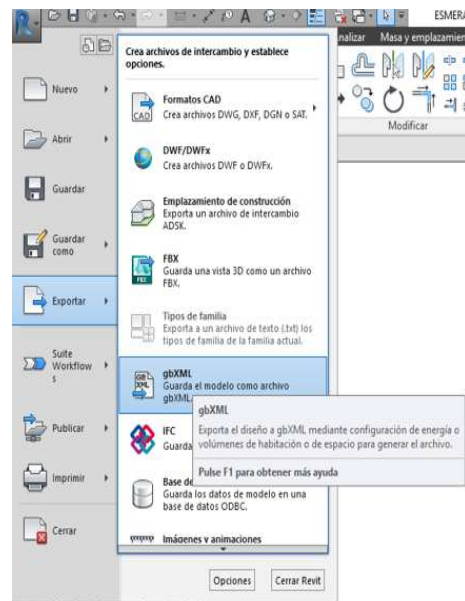 ESMERA
nalizar Masa y emplazamien
Modificar
Nuevo
Abrir
Guardar
Guardar
como
Exportar
Suite
Workflow
s
Publicar
Imprimir
Cerrar
Crea archivos de intercambio y establece
opciones.
CAD
Formatos CAD
Crea archivos DWG, DXF, DGN o SAT.
DWF/DWFx
Crea archivos DWF o DWFx.
Emplazamiento de construcción
Exporta un archivo de intercambio
ADSK.
FBX
FBX
Guarda una vista 3D como un archivo
FBX.
Tipos de familia
Exporta a un archivo de texto (.txt) los
tipos de familia de la familia actual.
GB
XML
gbXML
Guarda el modelo como archivo
gbXML.
IFC
Guarda
Base de
Guarda los datos de modelo en una
base de datos ODBC.
Imágenes y animaciones
gbXML
Exporta el diseño a gbXML mediante configuración de energía o
volúmenes de habitación o de espacio para generar el archivo.
Pulse F1 para obtener más ayuda
Opciones
Cerrar Revit